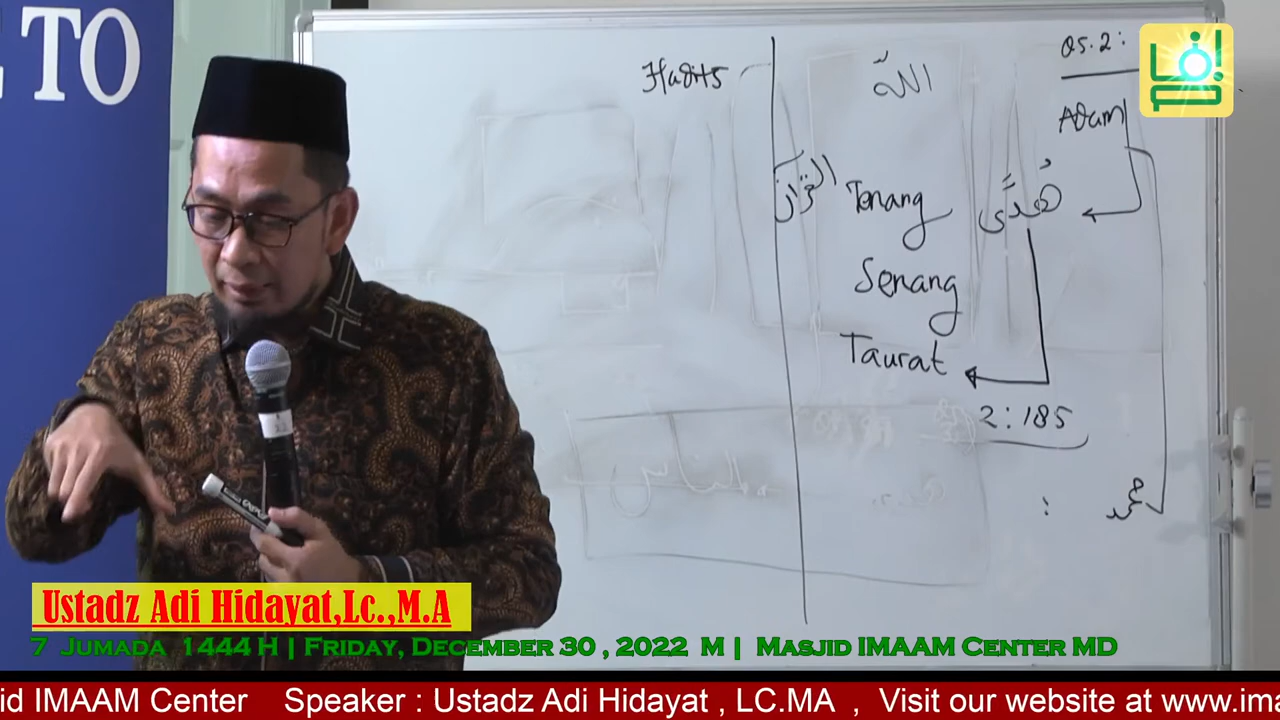 TO
Hadits
الله
QS. 2:
Adam
القرآن
Tenang
هُدًى
Senang
Taurat
2:185
الناس
محمد :
Ustadz Adi Hidayat,Lc.,M.A
7 Jumada 1444 H | Friday, December 30 , 2022 M | Masjid IMAAM Center MD
id IMAAM Center Speaker : Ustadz Adi Hidayat , LC.MA , Visit our website at www.ima